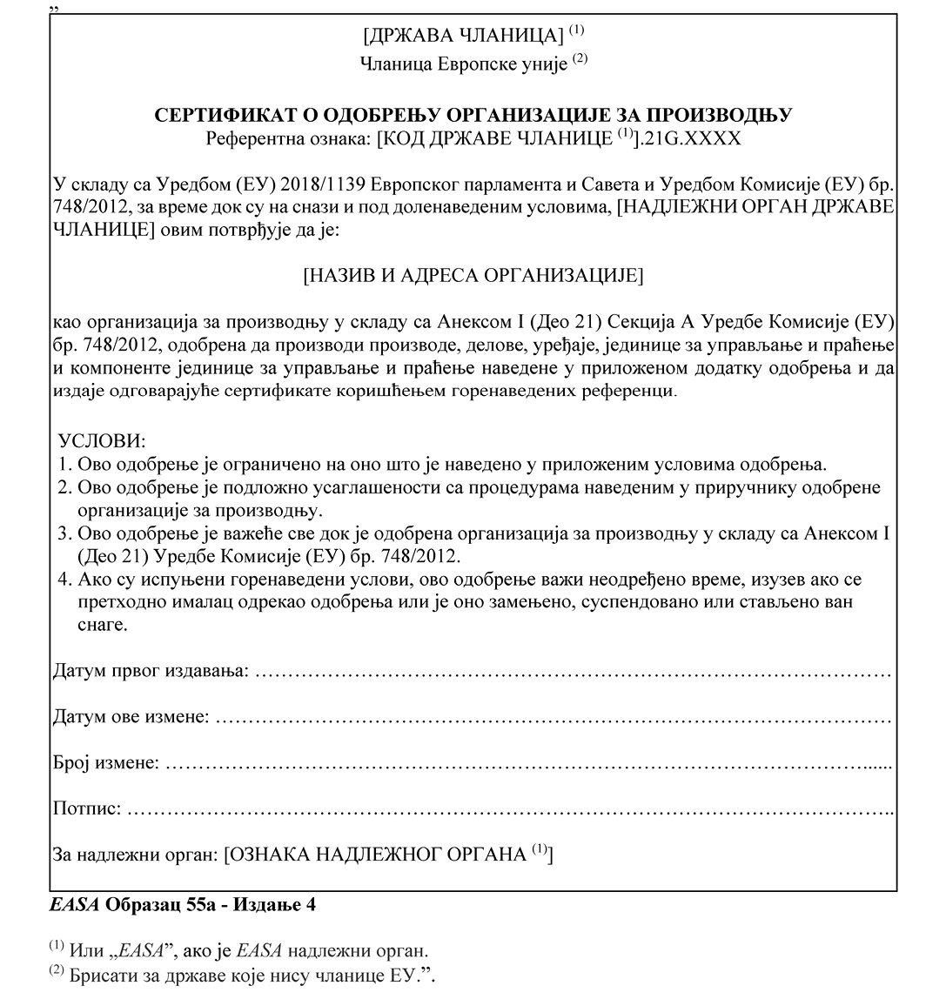 „
[ДРЖАВА ЧЛАНИЦА] (1)
Чланица Европске уније (2)
СЕРТИФИКАТ О ОДОБРЕЊУ ОРГАНИЗАЦИЈЕ ЗА ПРОИЗВОДЊУ
Референтна ознака: [КОД ДРЖАВЕ ЧЛАНИЦЕ (1)].21G.XXXX
У складу са Уредбом (ЕУ) 2018/1139 Европског парламента и Савета и Уредбом Комисије (ЕУ) бр.
748/2012, за време док су на снази и под доленаведеним условима, [НАДЛЕЖНИ ОРГАН ДРЖАВЕ
ЧЛАНИЦЕ] овим потврђује да је:
[НАЗИВ И АДРЕСА ОРГАНИЗАЦИЈЕ]
као организација за производњу у складу са Анексом I (Део 21) Секција А Уредбе Комисије (ЕУ)
бр. 748/2012, одобрена да производи производе, делове, уређаје, јединице за управљање и праћење
и компоненте јединице за управљање и праћење наведене у приложеном додатку одобрења и да
издаје одговарајуће сертификате коришћењем горенаведених референци.
УСЛОВИ:
1. Ово одобрење је ограничено на оно што је наведено у приложеним условима одобрења.
2. Ово одобрење је подложно усаглашености са процедурама наведеним у приручнику одобрене
организације за производњу.
3. Ово одобрење је важеће све док је одобрена организација за производњу у складу са Анексом I
(Део 21) Уредбе Комисије (ЕУ) бр. 748/2012.
4. Ако су испуњени горенаведени услови, ово одобрење важи неодређено време, изузев ако се
претходно ималац одрекао одобрења или је оно замењено, суспендовано или стављено ван
снаге.
Датум првог издавања: ……………………………………………………………………………………
Датум ове измене: …………………………………………………………………………………………
Број измене: ……………………………………………………………………………………………......
Потпис: ……………………………………………………………………………………………………..
За надлежни орган: [ОЗНАКА НАДЛЕЖНОГ ОРГАНА (1)]
EASA Образац 55а - Издање 4
(1) Или „EASA”, ако је EASA надлежни орган.
(2) Брисати за државе које нису чланице ЕУ.”.